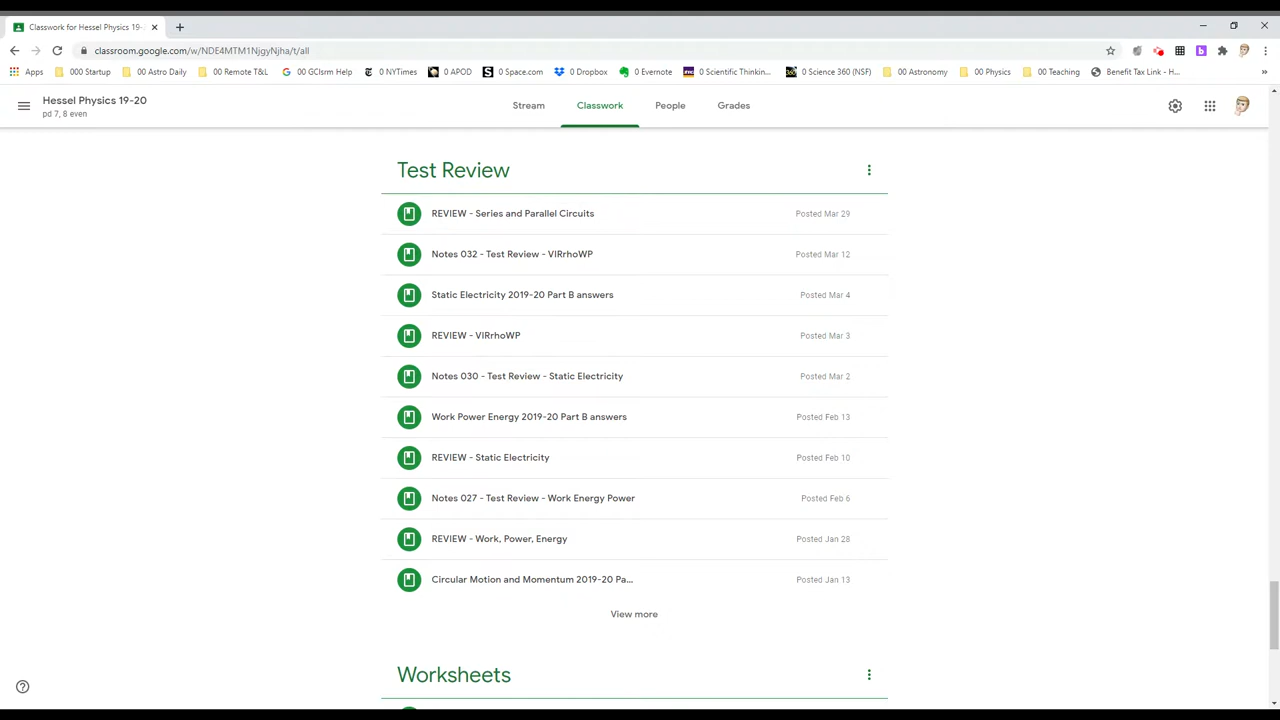 Classwork for Hessel Physics 19-
classroom.google.com/w/NDE4MTM1NjgyNjha/t/all
Apps 000 Startup 00 Astro Daily 00 Remote T&L 00 GClsrm Help 0 NYTimes 0 APOD 0 Space.com 0 Dropbox 0 Evernote 0 Scientific Thinkin... 0 Science 360 (NSF) 00 Astronomy 00 Physics 00 Teaching Benefit Tax Link - H...
Hessel Physics 19-20
pd 7, 8 even
Stream Classwork People Grades
Test Review
REVIEW - Series and Parallel Circuits Posted Mar 29
Notes 032 - Test Review - VIRrhoWP Posted Mar 12
Static Electricity 2019-20 Part B answers Posted Mar 4
REVIEW - VIRrhoWP Posted Mar 3
Notes 030 - Test Review - Static Electricity Posted Mar 2
Work Power Energy 2019-20 Part B answers Posted Feb 13
REVIEW - Static Electricity Posted Feb 10
Notes 027 - Test Review - Work Energy Power Posted Feb 6
REVIEW - Work, Power, Energy Posted Jan 28
Circular Motion and Momentum 2019-20 Pa... Posted Jan 13
View more
Worksheets